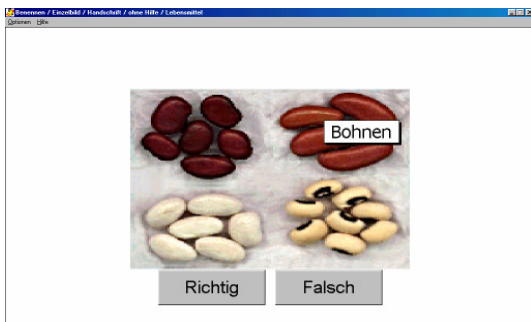 Benennen / Einzelbild / Handschrift / ohne Hilfe / Lebensmittel
Optionen Hilfe
Bohnen
Richtig Falsch